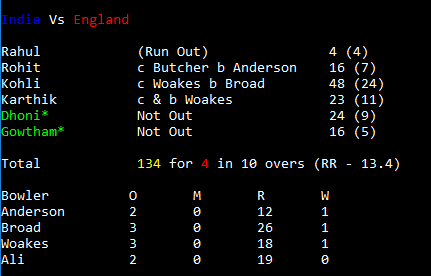 India Vs England
Rahul (Run Out) 4 (4)
Rohit c Butcher b Anderson 16 (7)
Kohli c Woakes b Broad 48 (24)
Karthik c & b Woakes 23 (11)
Dhoni* Not Out 24 (9)
Gowtham* Not Out 16 (5)
Total 134 for 4 in 10 overs (RR - 13.4)
Bowler O M R W
Anderson 2 0 12 1
Broad 3 0 26 1
Woakes 3 0 18 1
Ali 2 0 19 0